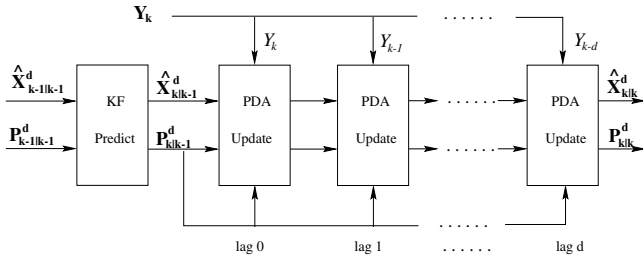 Y_k
. . . . . .
Y_k Y_{k-1} Y_{k-d}
X̂^d_{k-1|k-1} KF X̂^d_{k|k-1} PDA PDA PDA X̂^d_{k|k}
. . . . . .
P^d_{k-1|k-1} Predict P^d_{k|k-1} Update Update Update P^d_{k|k}
. . . . . .
. . . . . .
lag 0 lag 1 . . . . . . lag d